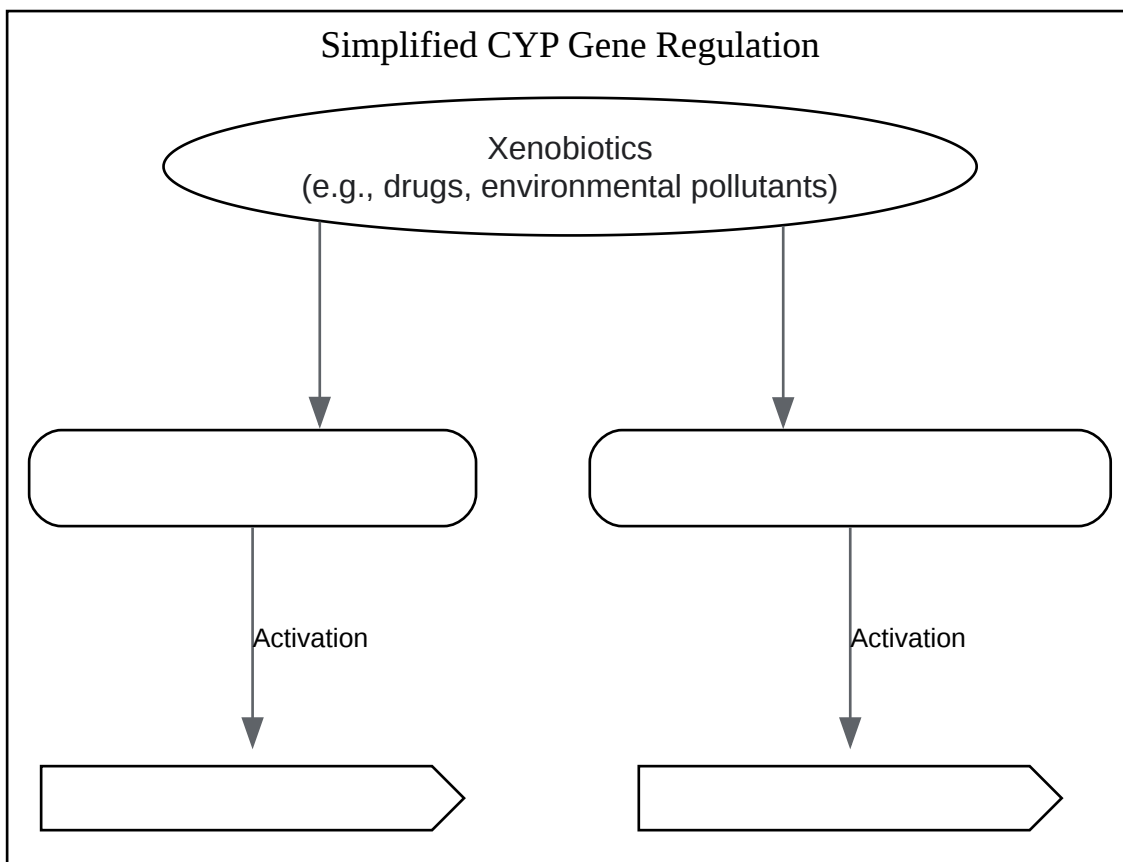 Simplified CYP Gene Regulation
Xenobiotics
(e.g., drugs, environmental pollutants)
Activation
Activation